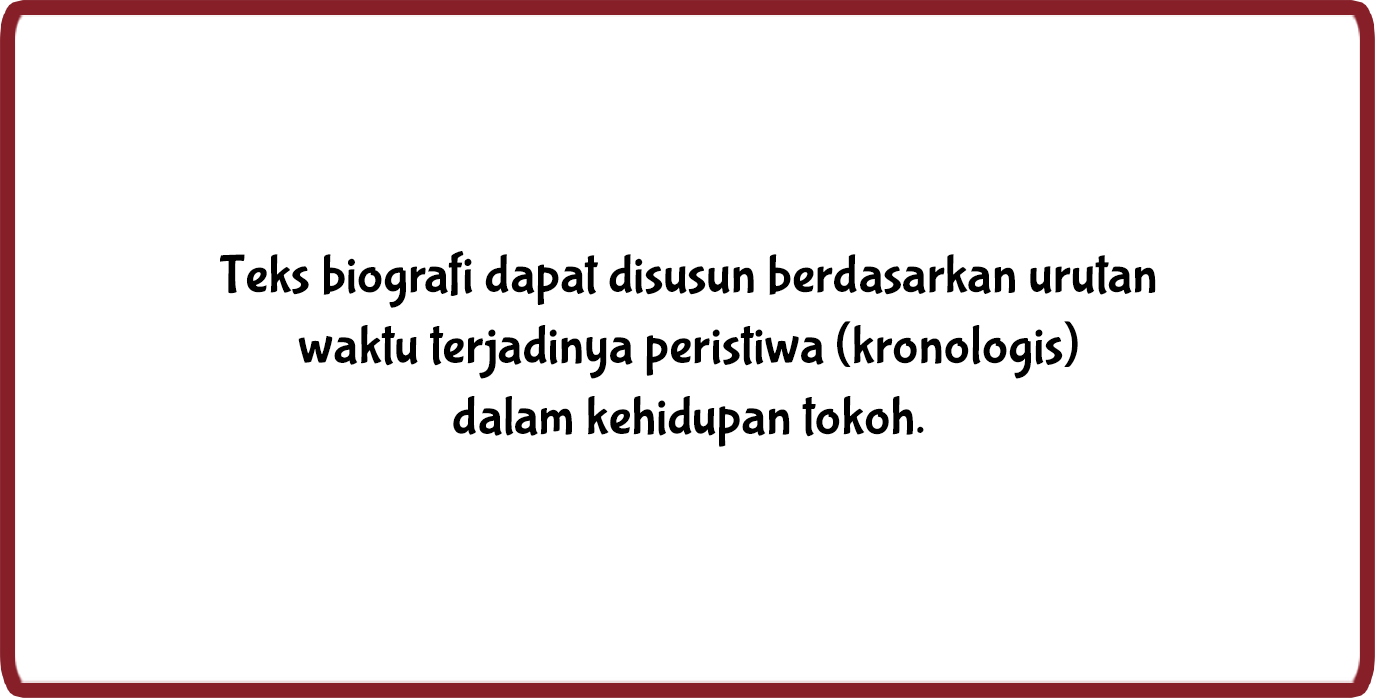 Teks biografi dapat disusun berdasarkan urutan
waktu terjadinya peristiwa (kronologis)
dalam kehidupan tokoh.